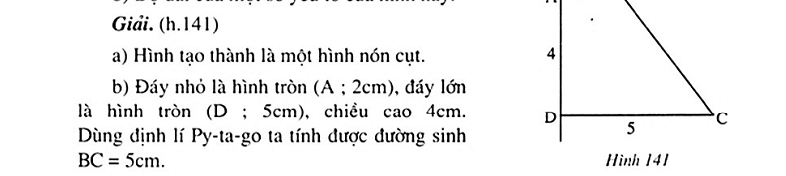 Giải. (h.141)
a) Hình tạo thành là một hình nón cụt.
b) Đáy nhỏ là hình tròn (A ; 2cm), đáy lớn
là hình tròn (D ; 5cm), chiều cao 4cm.
Dùng định lí Py-ta-go ta tính được đường sinh
BC = 5cm.
4
D
C
5
Hình 141